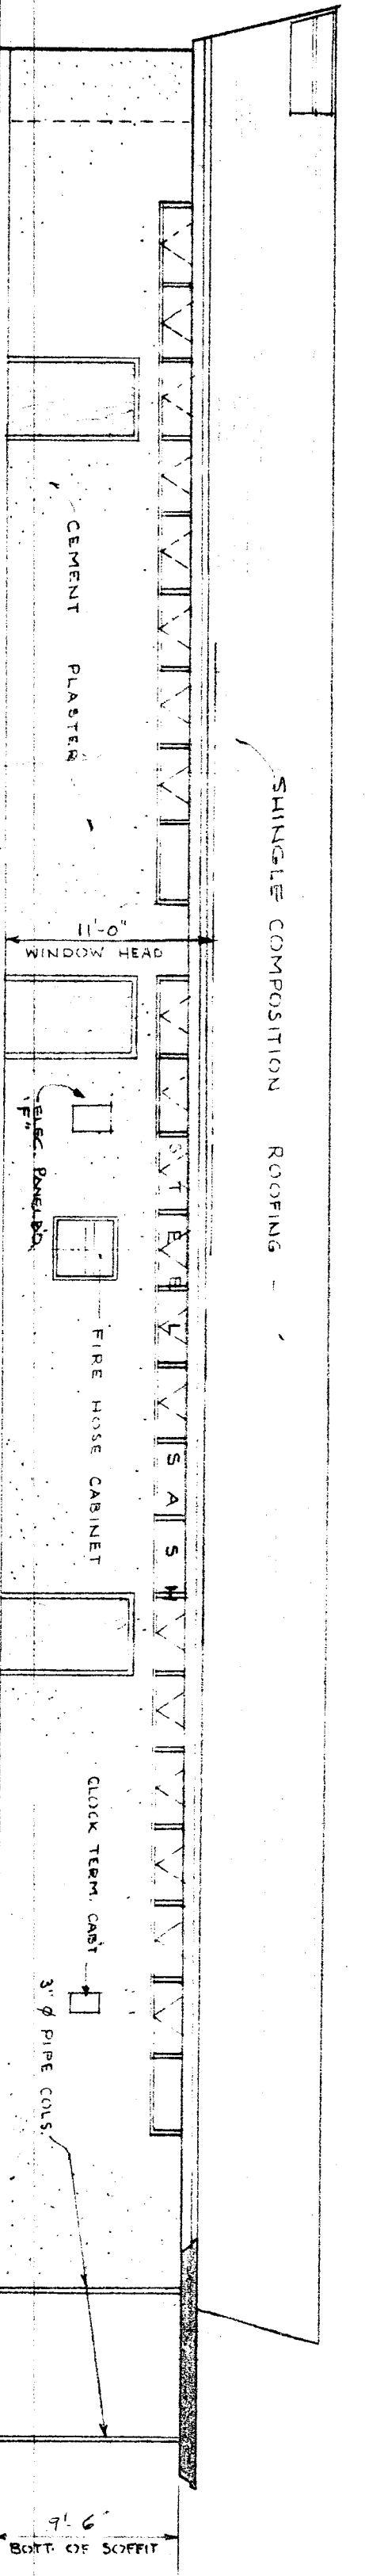 SHINGLE COMPOSITION ROOFING
CEMENT PLASTER
11'-0"
WINDOW HEAD
STEEL SASH
ELEC. PANELB'D.
"F"
FIRE HOSE CABINET
CLOCK TERM. CAB'T
3" Ø PIPE COLS.
9'-6"
BOTT. OF SOFFIT